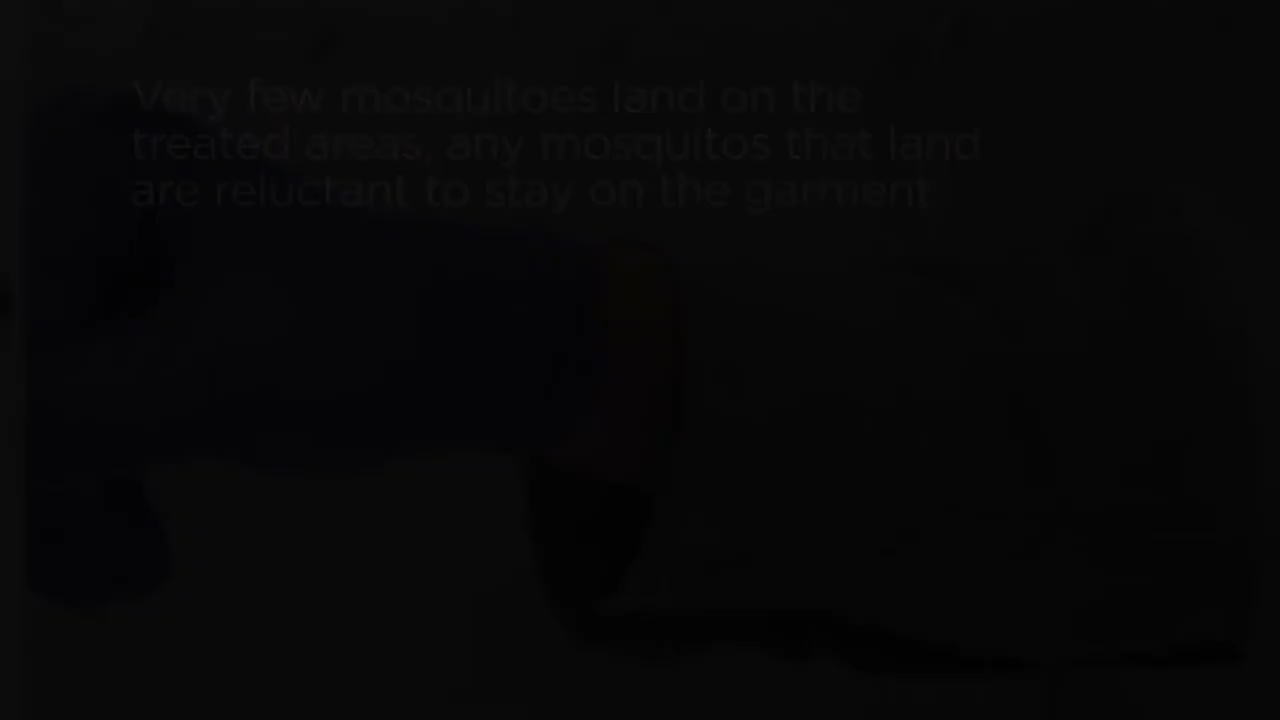 Very few mosquitoes land on the
treated areas, any mosquitos that land
are reluctant to stay on the garment